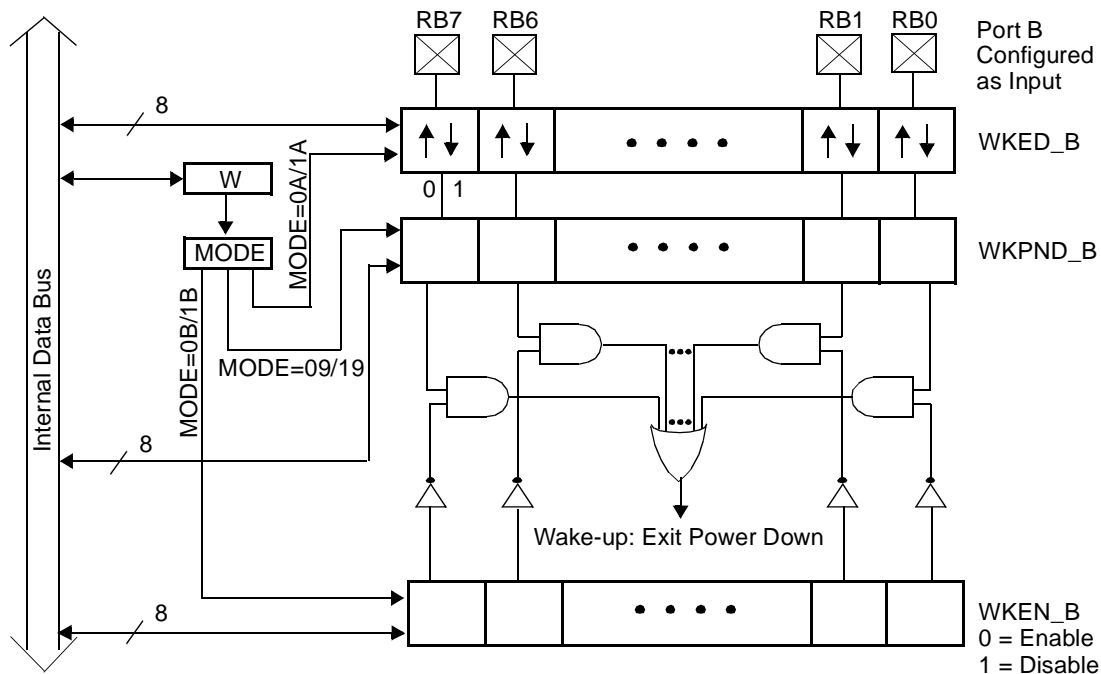 RB7
RB6
RB1
RB0
Port B
Configured
as Input
8
WKED_B
W
MODE=0A/1A
0 1
MODE
WKPND_B
Internal Data Bus
MODE=0B/1B
MODE=09/19
8
Wake-up: Exit Power Down
8
WKEN_B
0 = Enable
1 = Disable